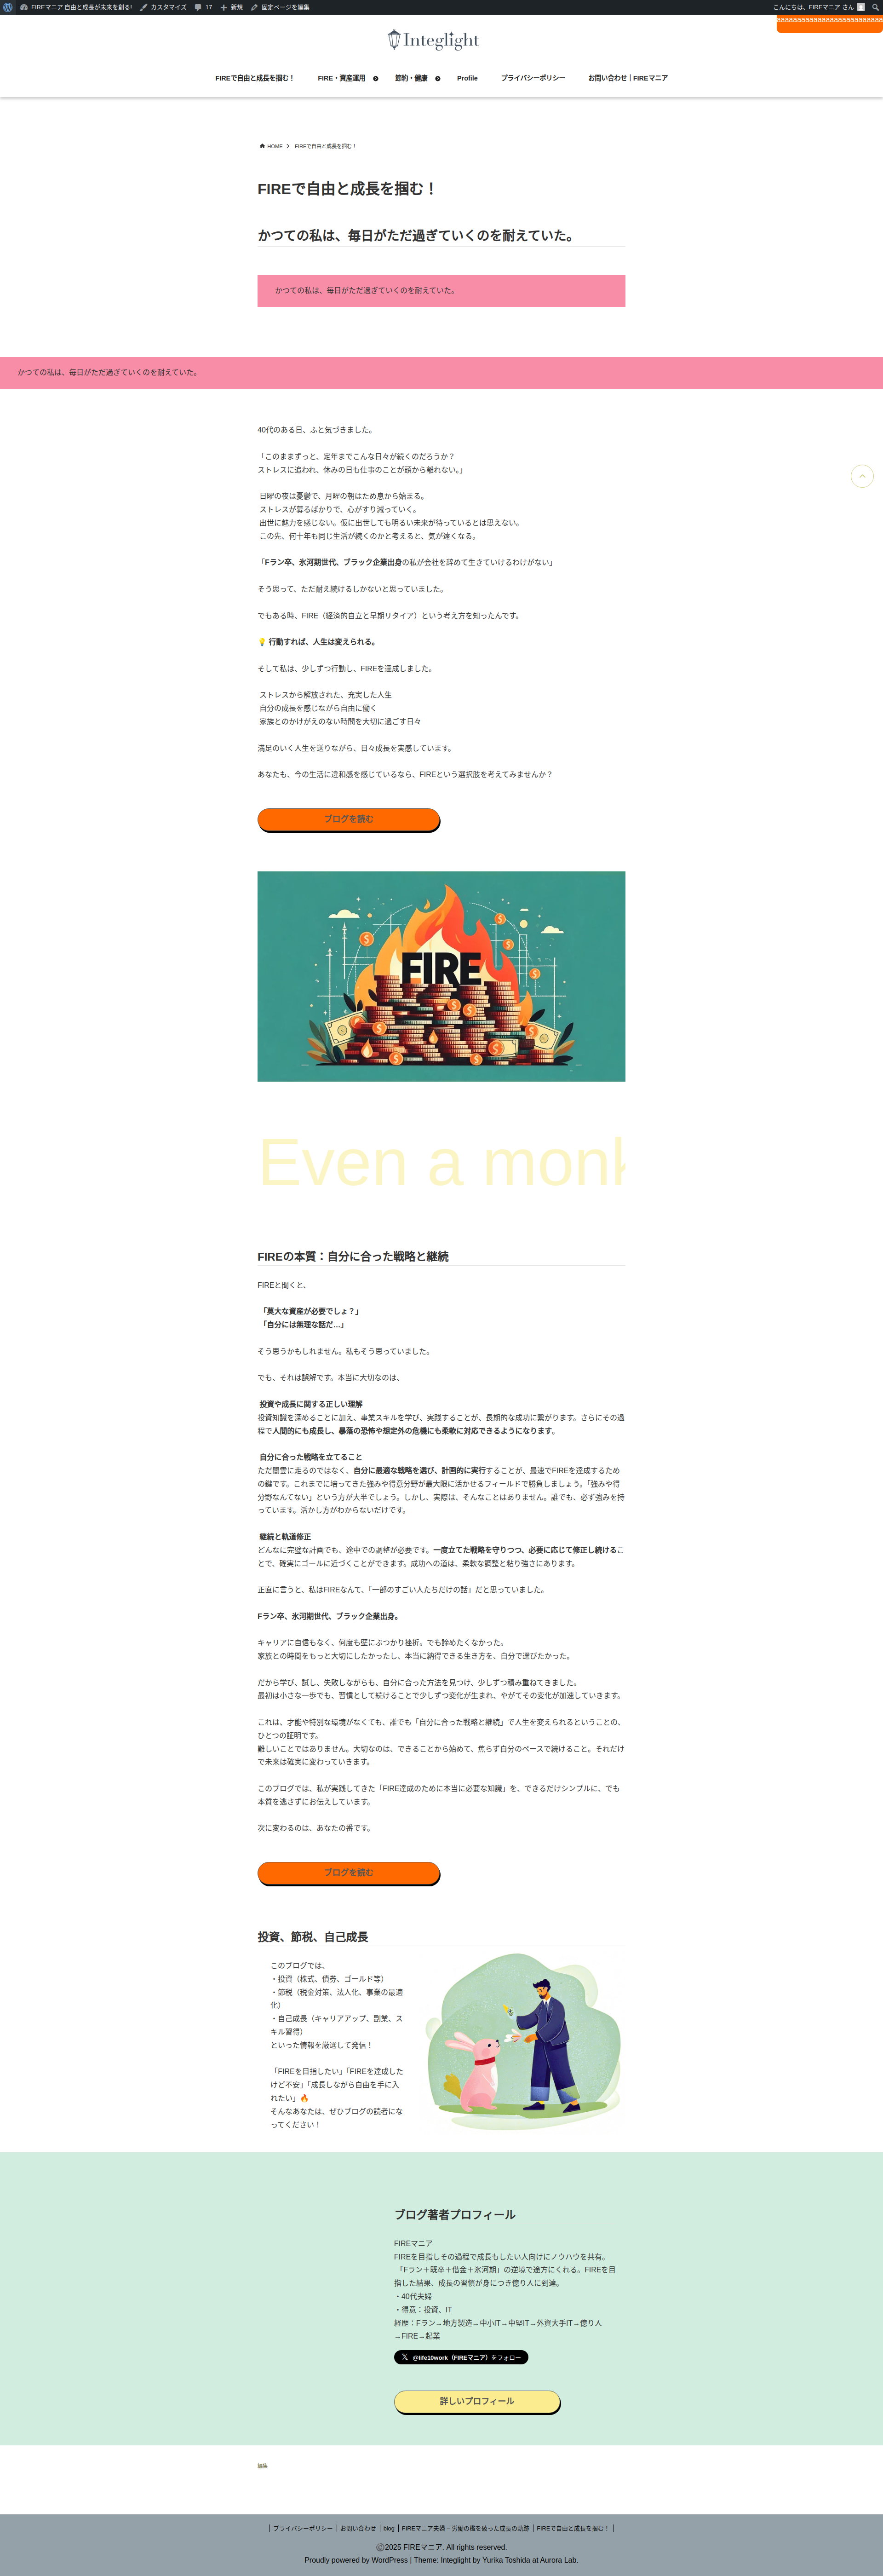 FIREマニア 自由と成長が未来を創る!
カスタマイズ
17
新規
固定ページを編集
こんにちは、FIREマニア さん
Integlight
FIREで自由と成長を掴む！
FIRE・資産運用
節約・健康
Profile
プライバシーポリシー
お問い合わせ｜FIREマニア
HOME
FIREで自由と成長を掴む！
FIREで自由と成長を掴む！
かつての私は、毎日がただ過ぎていくのを耐えていた。
かつての私は、毎日がただ過ぎていくのを耐えていた。
かつての私は、毎日がただ過ぎていくのを耐えていた。
40代のある日、ふと気づきました。
「このままずっと、定年までこんな日々が続くのだろうか？
ストレスに追われ、休みの日も仕事のことが頭から離れない。」
日曜の夜は憂鬱で、月曜の朝はため息から始まる。
ストレスが募るばかりで、心がすり減っていく。
出世に魅力を感じない。仮に出世しても明るい未来が待っているとは思えない。
この先、何十年も同じ生活が続くのかと考えると、気が遠くなる。
「Fラン卒、氷河期世代、ブラック企業出身の私が会社を辞めて生きていけるわけがない」
そう思って、ただ耐え続けるしかないと思っていました。
でもある時、FIRE（経済的自立と早期リタイア）という考え方を知ったんです。
💡 行動すれば、人生は変えられる。
そして私は、少しずつ行動し、FIREを達成しました。
ストレスから解放された、充実した人生
自分の成長を感じながら自由に働く
家族とのかけがえのない時間を大切に過ごす日々
満足のいく人生を送りながら、日々成長を実感しています。
あなたも、今の生活に違和感を感じているなら、FIREという選択肢を考えてみませんか？
ブログを読む
FIRE
Even a monk
FIREの本質：自分に合った戦略と継続
FIREと聞くと、
「莫大な資産が必要でしょ？」
「自分には無理な話だ…」
そう思うかもしれません。私もそう思っていました。
でも、それは誤解です。本当に大切なのは、
投資や成長に関する正しい理解
投資知識を深めることに加え、事業スキルを学び、実践することが、長期的な成功に繋がります。さらにその過
程で人間的にも成長し、暴落の恐怖や想定外の危機にも柔軟に対応できるようになります。
自分に合った戦略を立てること
ただ闇雲に走るのではなく、自分に最適な戦略を選び、計画的に実行することが、最速でFIREを達成するため
の鍵です。これまでに培ってきた強みや得意分野が最大限に活かせるフィールドで勝負しましょう。「強みや得
分野なんてない」という方が大半でしょう。しかし、実際は、そんなことはありません。誰でも、必ず強みを持
っています。活かし方がわからないだけです。
継続と軌道修正
どんなに完璧な計画でも、途中での調整が必要です。一度立てた戦略を守りつつ、必要に応じて修正し続けるこ
とで、確実にゴールに近づくことができます。成功への道は、柔軟な調整と粘り強さにあります。
正直に言うと、私はFIREなんて、「一部のすごい人たちだけの話」だと思っていました。
Fラン卒、氷河期世代、ブラック企業出身。
キャリアに自信もなく、何度も壁にぶつかり挫折。でも諦めたくなかった。
家族との時間をもっと大切にしたかったし、本当に納得できる生き方を、自分で選びたかった。
だから学び、試し、失敗しながらも、自分に合った方法を見つけ、少しずつ積み重ねてきました。
最初は小さな一歩でも、習慣として続けることで少しずつ変化が生まれ、やがてその変化が加速していきます。
これは、才能や特別な環境がなくても、誰でも「自分に合った戦略と継続」で人生を変えられるということの、
ひとつの証明です。
難しいことではありません。大切なのは、できることから始めて、焦らず自分のペースで続けること。それだけ
で未来は確実に変わっていきます。
このブログでは、私が実践してきた「FIRE達成のために本当に必要な知識」を、できるだけシンプルに、でも
本質を逃さずにお伝えしています。
次に変わるのは、あなたの番です。
ブログを読む
投資、節税、自己成長
このブログでは、
・投資（株式、債券、ゴールド等）
・節税（税金対策、法人化、事業の最適
化）
・自己成長（キャリアアップ、副業、ス
キル習得）
といった情報を厳選して発信！
「FIREを目指したい」「FIREを達成した
けど不安」「成長しながら自由を手に入
れたい」🔥
そんなあなたは、ぜひブログの読者にな
ってください！
ブログ著者プロフィール
FIREマニア
FIREを目指しその過程で成長もしたい人向けにノウハウを共有。
「Fラン＋既卒＋借金＋氷河期」の逆境で途方にくれる。FIREを目
指した結果、成長の習慣が身につき億り人に到達。
・40代夫婦
・得意：投資、IT
経歴：Fラン→地方製造→中小IT→中堅IT→外資大手IT→億り人
→FIRE→起業
𝕏 @life10work（FIREマニア）をフォロー
詳しいプロフィール
編集
プライバシーポリシー
お問い合わせ
blog
FIREマニア夫婦 – 労働の檻を破った成長の軌跡
FIREで自由と成長を掴む！
Ⓒ2025 FIREマニア. All rights reserved.
Proudly powered by WordPress | Theme: Integlight by Yurika Toshida at Aurora Lab.